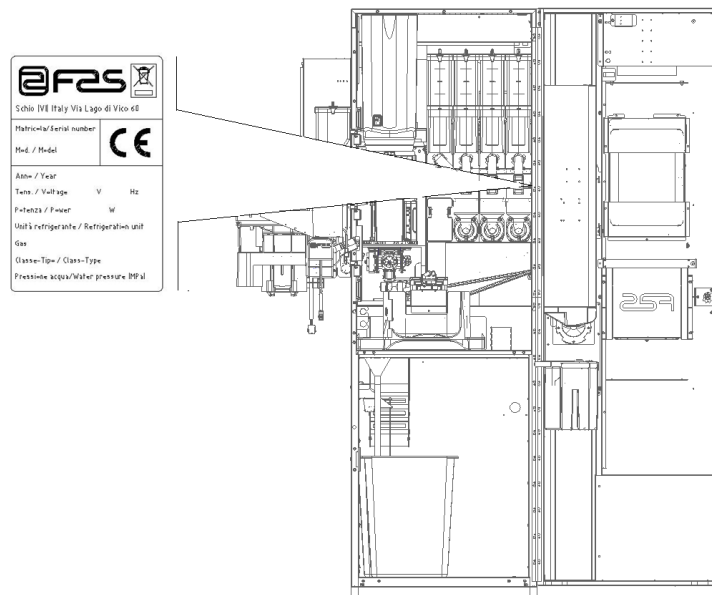 FAS
Schio (VI) Italy Via Lago di Vico 60
Matricola/Serial number
Mod. / Model
CE
Anno / Year
Tens. / Voltage V Hz
Potenza / Power W
Unità refrigerante / Refrigeration unit
Gas
Classe-Tipo / Class-Type
Pressione acqua/Water pressure (MPa)
FAS